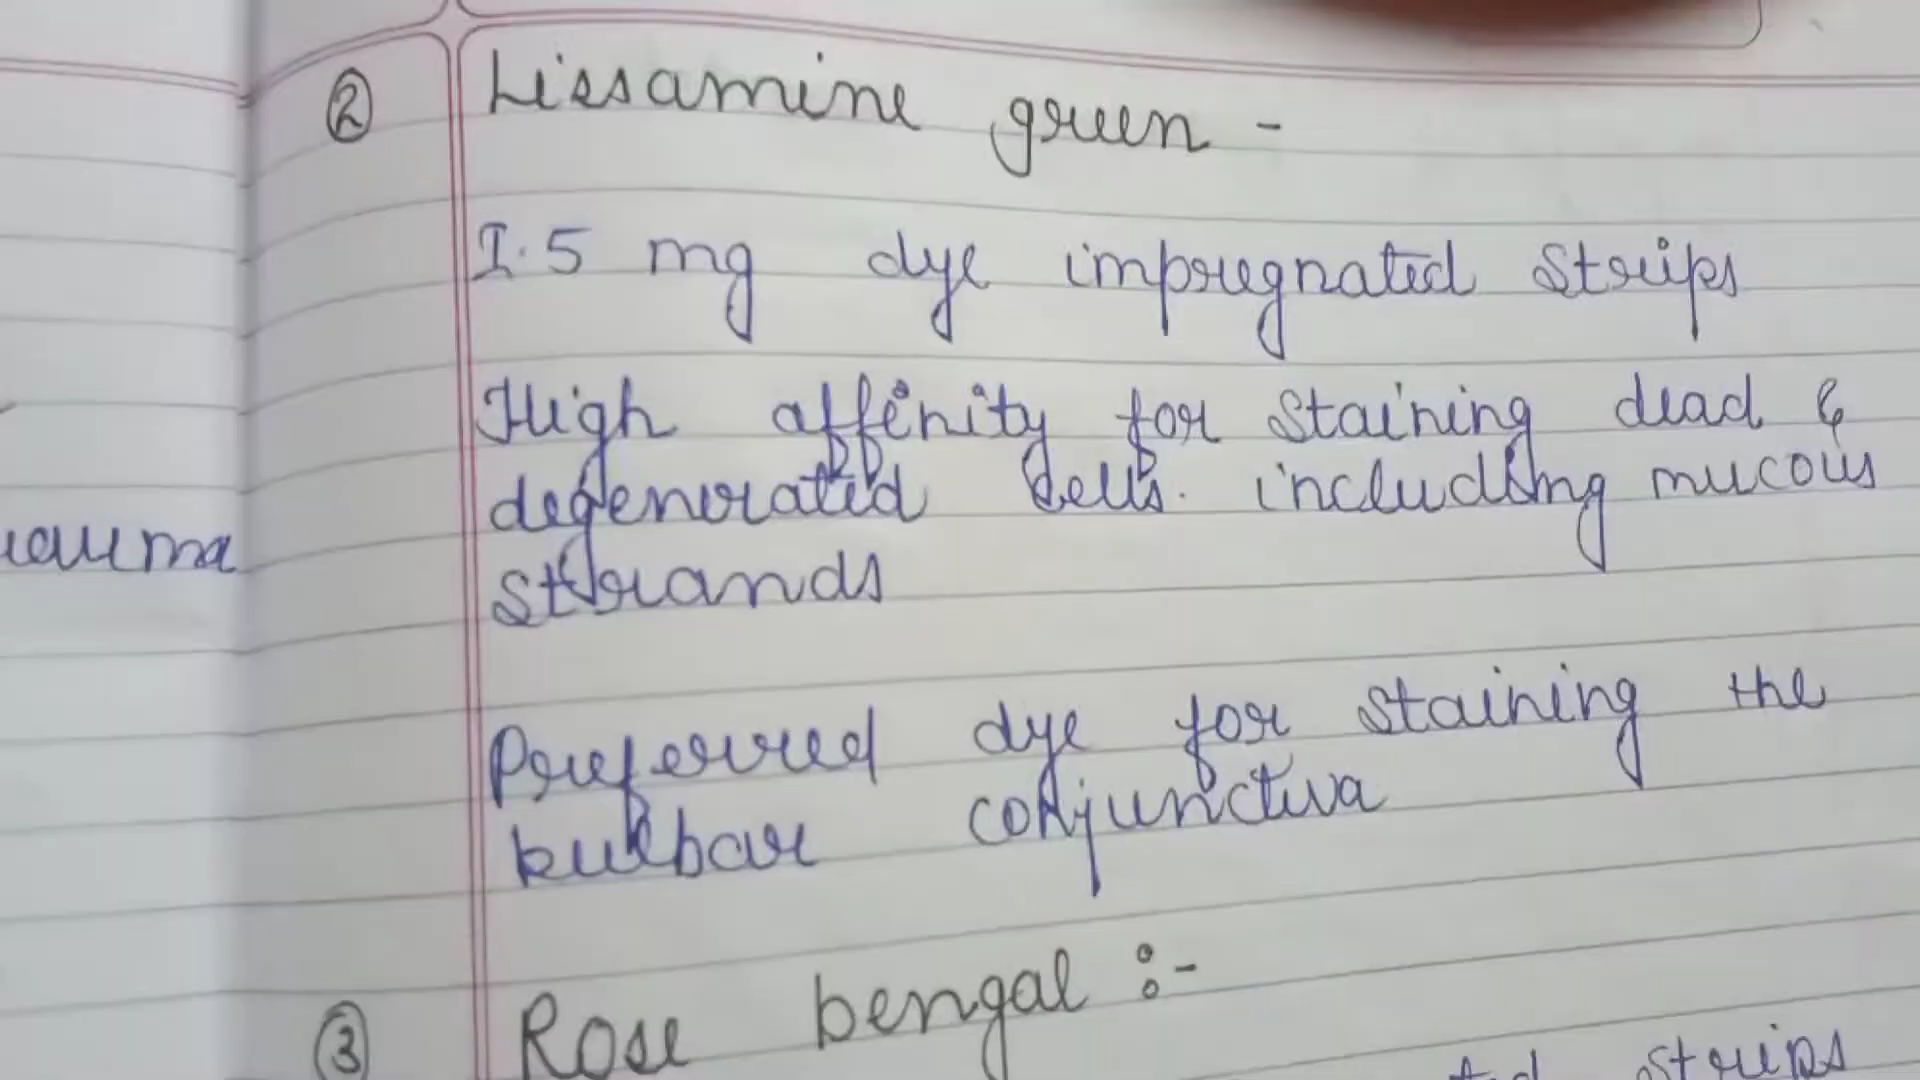 ② Lissamine green -
I.5 mg dye impregnated strips
High affinity for staining dead &
degenerated cells. including mucous
strands
Preferred dye for staining the
bulbar conjunctiva
③ Rose bengal :-
strips